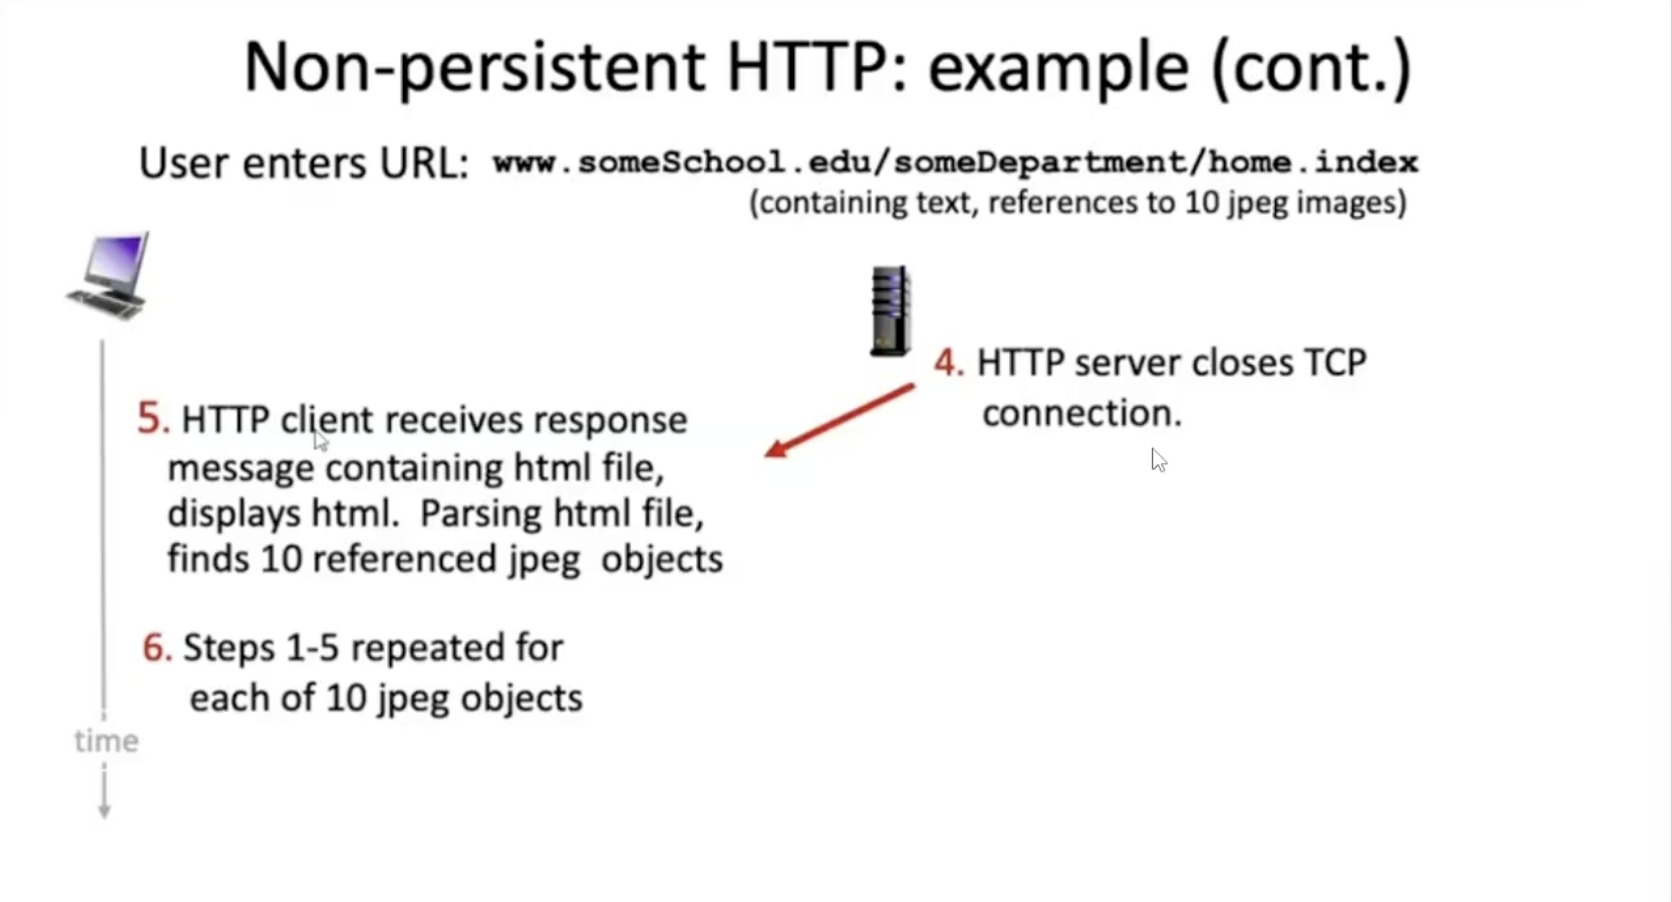 Non-persistent HTTP: example (cont.)
User enters URL: www.someSchool.edu/someDepartment/home.index
(containing text, references to 10 jpeg images)
4. HTTP server closes TCP
connection.
5. HTTP client receives response
message containing html file,
displays html. Parsing html file,
finds 10 referenced jpeg objects
6. Steps 1-5 repeated for
each of 10 jpeg objects
time